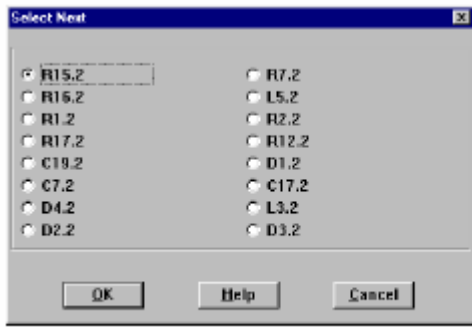 Select Next
R15.2
R16.2
R1.2
R17.2
C19.2
C7.2
D4.2
D2.2
R7.2
L5.2
R2.2
R12.2
D1.2
C17.2
L3.2
D3.2
OK Help Cancel